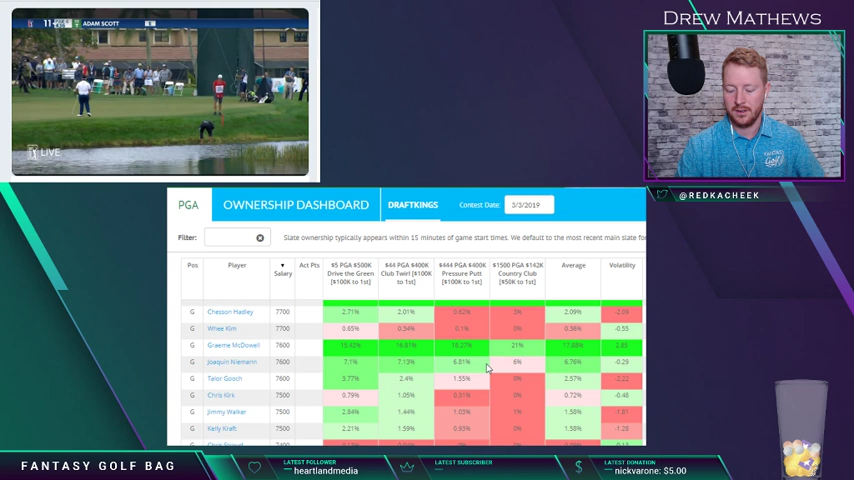 11
ADAM SCOTT
LIVE
DREW MATHEWS
@REDKACHEEK
PGA OWNERSHIP DASHBOARD DRAFTKINGS Contest Date: 3/3/2019
Filter: Slate ownership typically appears within 15 minutes of game start times. We default to the most recent main slate for
Pos Player Salary Act Pts $5 PGA $500K Drive the Green [$100K to 1st] $44 PGA $400K Club Twirl [$100K to 1st] $444 PGA $400K Pressure Putt [$100K to 1st] $1500 PGA $142K Country Club [$50K to 1st] Average Volatility
G Chesson Hadley 7700 2.71% 2.01% 0.62% 3% 2.09% -2.09
G Whee Kim 7700 0.65% 0.54% 0.1% 0% 0.36% -0.55
G Graeme McDowell 7600 15.42% 16.81% 18.27% 21% 17.88% 2.85
G Joaquin Niemann 7600 7.1% 7.13% 6.81% 6% 6.76% -0.29
G Talor Gooch 7600 3.77% 2.4% 1.55% 0% 2.57% -2.22
G Chris Kirk 7500 0.79% 1.05% 0.31% 0% 0.72% -0.48
G Jimmy Walker 7500 2.84% 1.44% 1.03% 1% 1.58% -1.81
G Kelly Kraft 7500 2.21% 1.59% 0.93% 0% 1.58% -1.28
FANTASY GOLF BAG
LATEST FOLLOWER
heartlandmedia
LATEST SUBSCRIBER
LATEST DONATION
nickvarone: $5.00